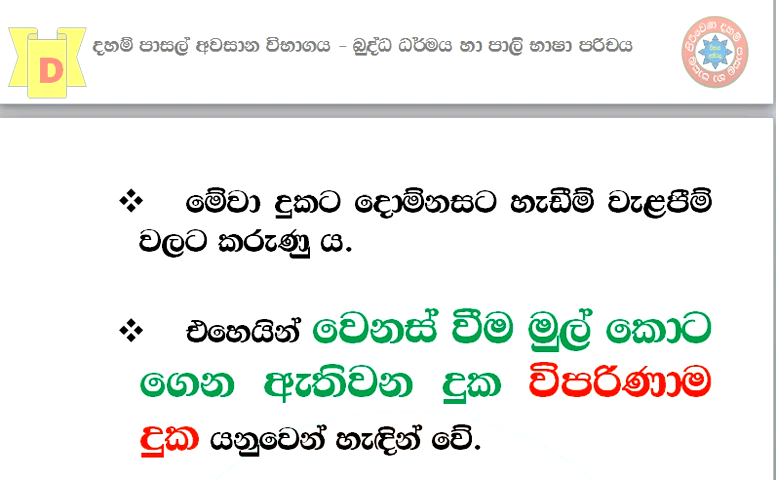 D
දහම් පාසල් අවසාන විභාගය – බුද්ධ ධර්මය හා පාලි භාෂා පරිචය
❖ මේවා දුකට දොම්නසට හැඬීම් වැළපීම්
වලට කරුණු ය.
❖ එහෙයින් වෙනස් වීම මුල් කොට
ගෙන ඇතිවන දුක විපරිණාම
දුක යනුවෙන් හැඳින් වේ.